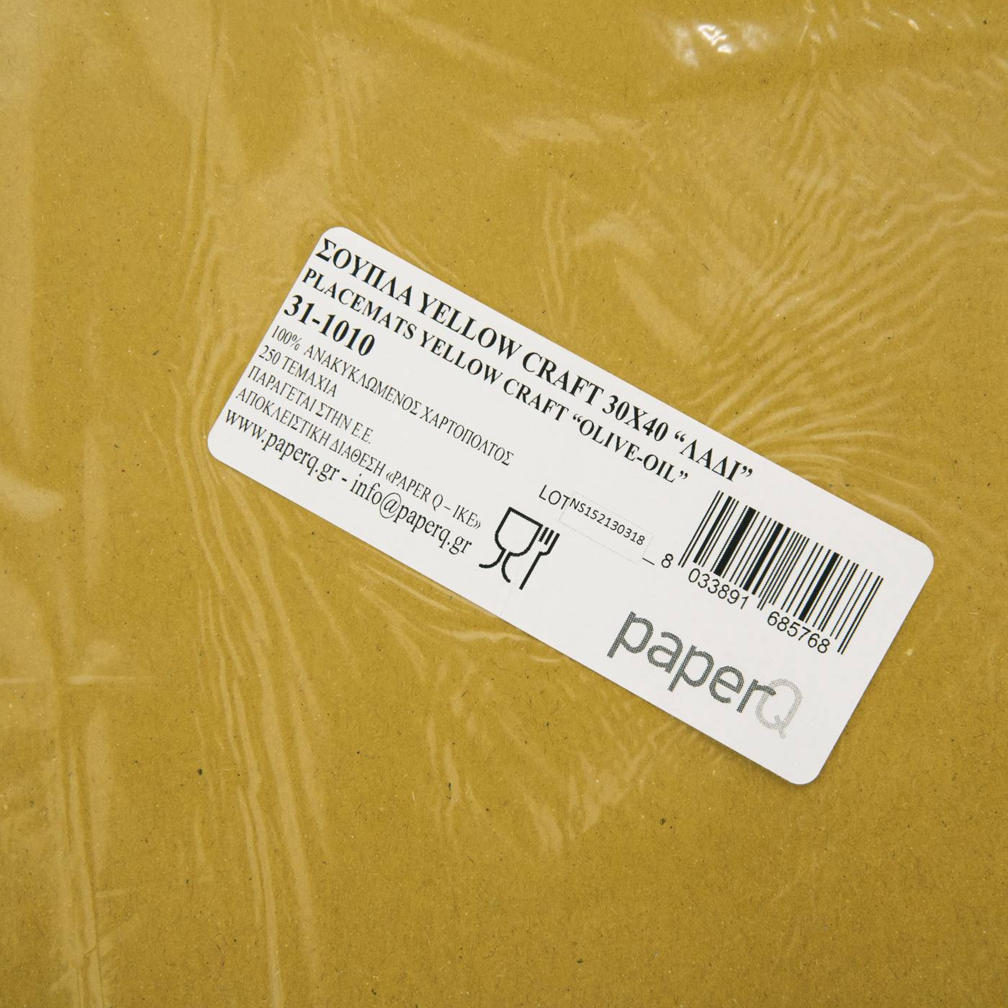 ΣΟΥΠΛΑ YELLOW CRAFT 30X40 “ΛΑΔΙ”
PLACEMATS YELLOW CRAFT “OLIVE-OIL”
31-1010
100% ΑΝΑΚΥΚΛΩΜΕΝΟΣ ΧΑΡΤΟΠΟΛΤΟΣ
250 ΤΕΜΑΧΙΑ
ΠΑΡΑΓΕΤΑΙ ΣΤΗΝ Ε.Ε.
ΑΠΟΚΛΕΙΣΤΙΚΗ ΔΙΑΘΕΣΗ «PAPER Q – IKE»
www.paperq.gr - info@paperq.gr
LOT NS152130318
8 033891 685768
paperQ